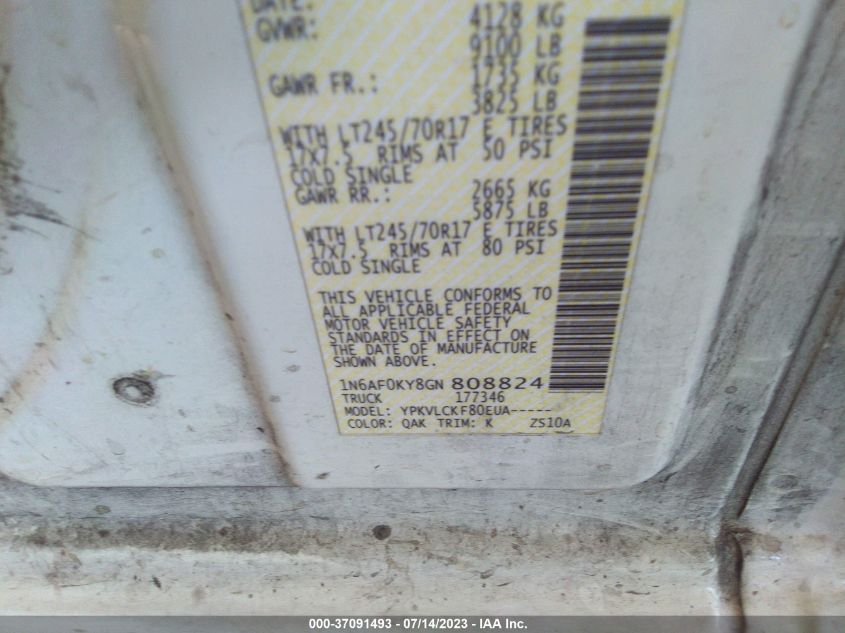 DATE:
GVWR: 4128 KG
9100 LB
GAWR FR.: 1735 KG
3825 LB
WITH LT245/70R17 E TIRES
17X7.5 RIMS AT 50 PSI
COLD SINGLE
GAWR RR.: 2665 KG
5875 LB
WITH LT245/70R17 E TIRES
17X7.5 RIMS AT 80 PSI
COLD SINGLE
THIS VEHICLE CONFORMS TO
ALL APPLICABLE FEDERAL
MOTOR VEHICLE SAFETY
STANDARDS IN EFFECT ON
THE DATE OF MANUFACTURE
SHOWN ABOVE.
1N6AF0KY8GN 808824
TRUCK 177346
MODEL: YPKVLCKF80EUA-----
COLOR: QAK TRIM: K ZS10A
000-37091493 - 07/14/2023 - IAA Inc.